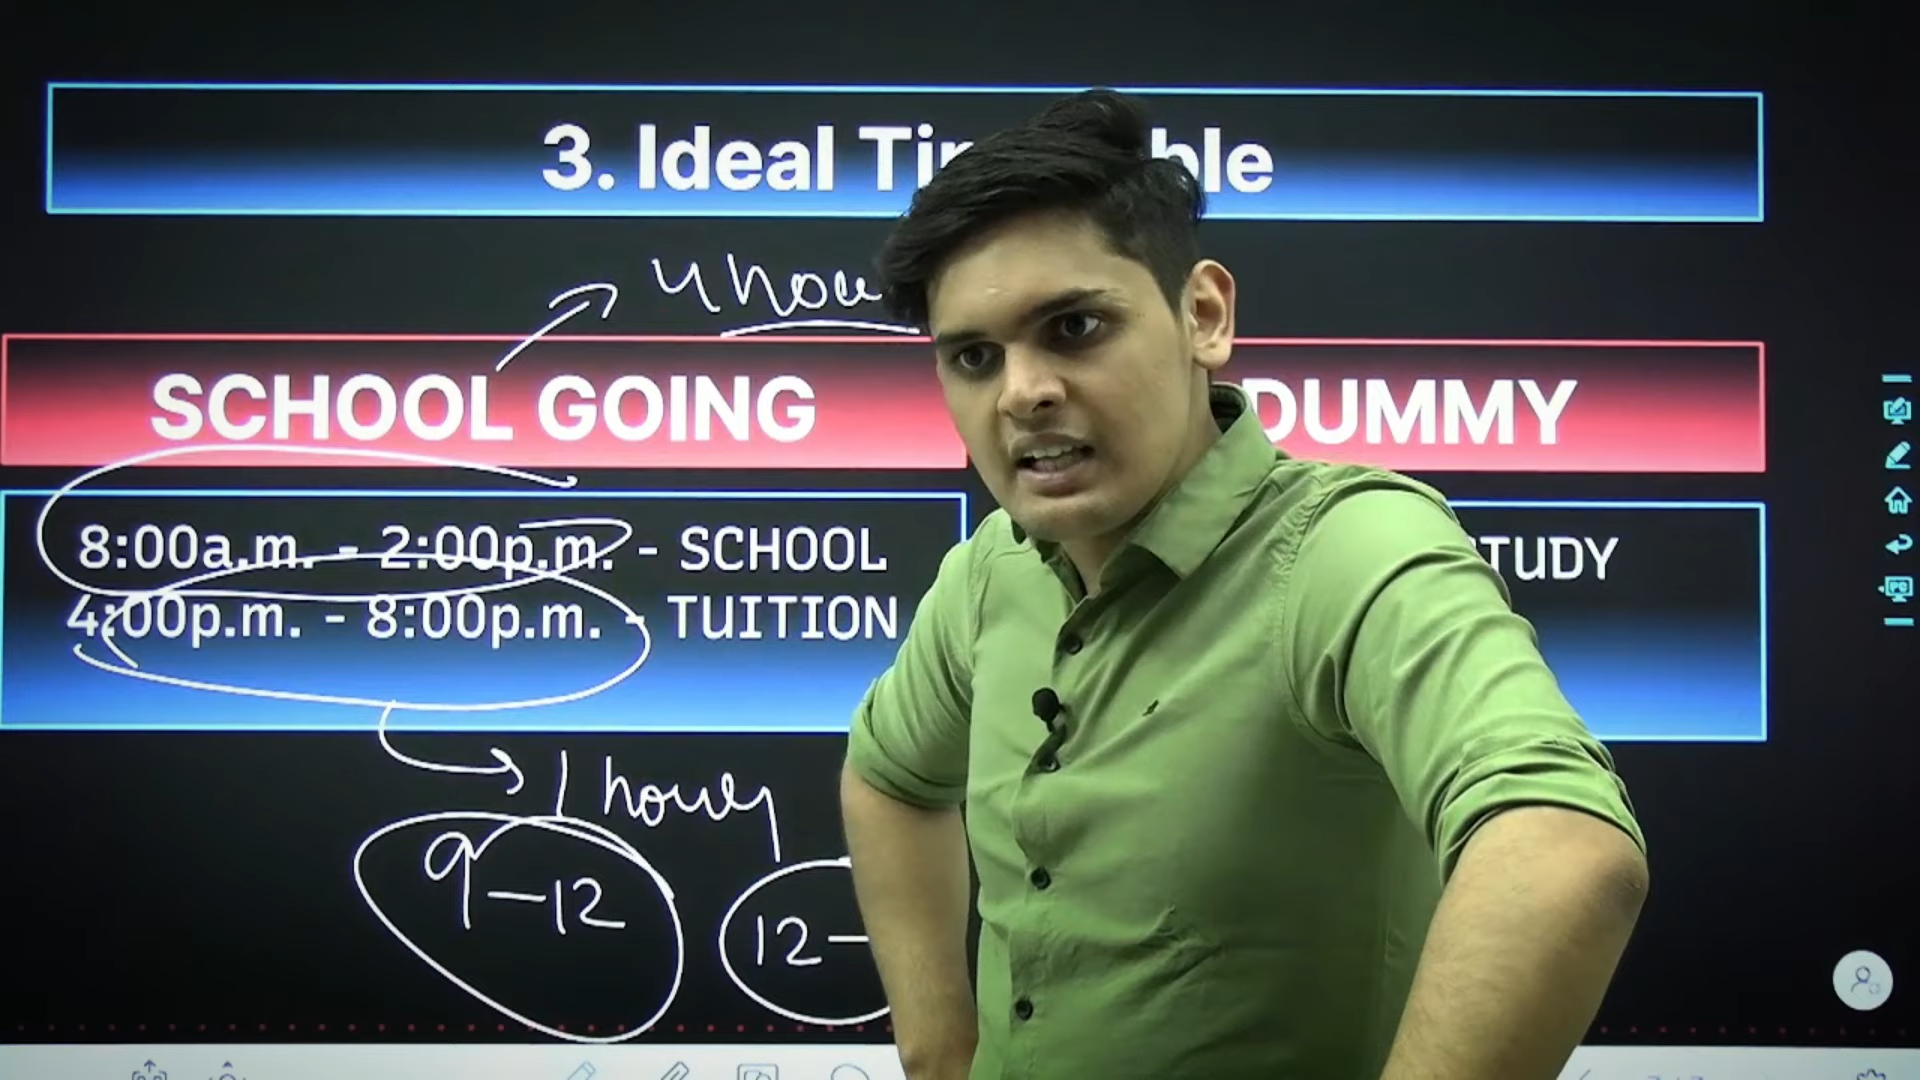 3. Ideal Ti ble
4 hou
SCHOOL GOING
DUMMY
8:00a.m. - 2:00p.m. - SCHOOL
4:00p.m. - 8:00p.m. - TUITION
TUDY
1 hours
9-12
12-